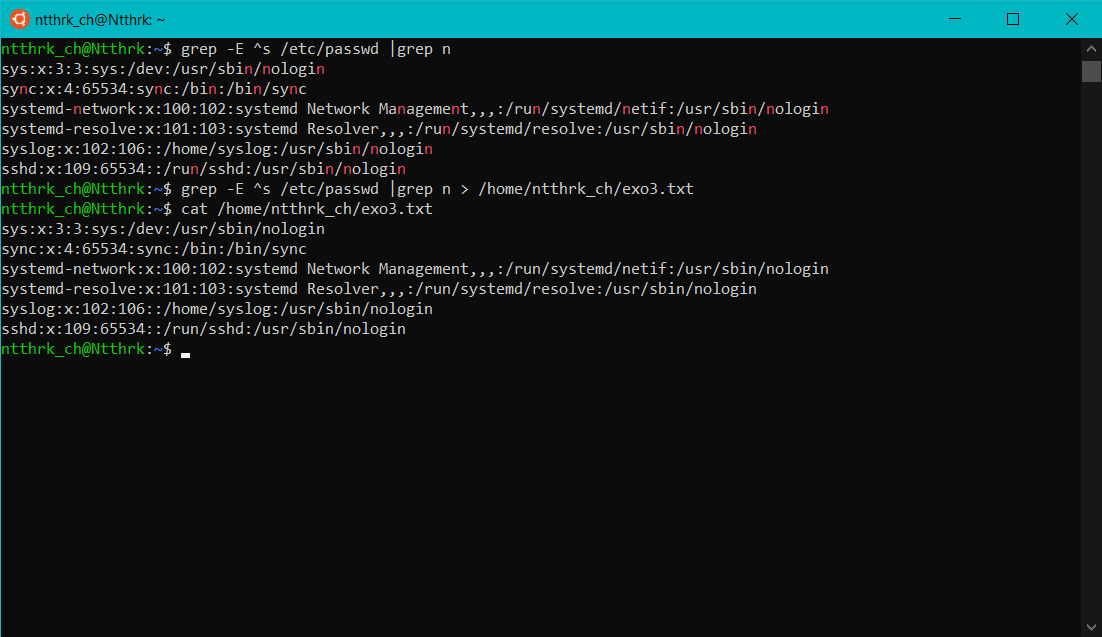 ntthrk_ch@Ntthrk: ~
ntthrk_ch@Ntthrk:~$ grep -E ^s /etc/passwd |grep n
sys:x:3:3:sys:/dev:/usr/sbin/nologin
sync:x:4:65534:sync:/bin:/bin/sync
systemd-network:x:100:102:systemd Network Management,,,:/run/systemd/netif:/usr/sbin/nologin
systemd-resolve:x:101:103:systemd Resolver,,,:/run/systemd/resolve:/usr/sbin/nologin
syslog:x:102:106::/home/syslog:/usr/sbin/nologin
sshd:x:109:65534::/run/sshd:/usr/sbin/nologin
ntthrk_ch@Ntthrk:~$ grep -E ^s /etc/passwd |grep n > /home/ntthrk_ch/exo3.txt
ntthrk_ch@Ntthrk:~$ cat /home/ntthrk_ch/exo3.txt
sys:x:3:3:sys:/dev:/usr/sbin/nologin
sync:x:4:65534:sync:/bin:/bin/sync
systemd-network:x:100:102:systemd Network Management,,,:/run/systemd/netif:/usr/sbin/nologin
systemd-resolve:x:101:103:systemd Resolver,,,:/run/systemd/resolve:/usr/sbin/nologin
syslog:x:102:106::/home/syslog:/usr/sbin/nologin
sshd:x:109:65534::/run/sshd:/usr/sbin/nologin
ntthrk_ch@Ntthrk:~$